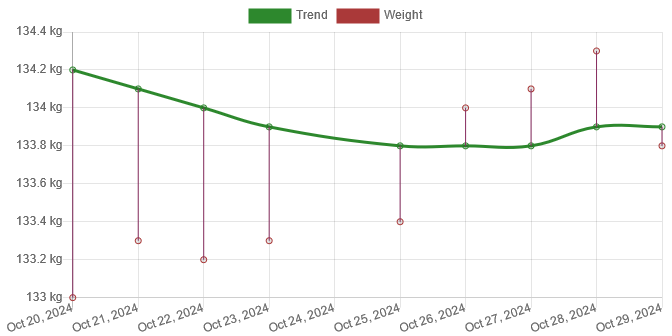 Trend Weight
134.4 kg
134.2 kg
134 kg
133.8 kg
133.6 kg
133.4 kg
133.2 kg
133 kg
Oct 20, 2024 Oct 21, 2024 Oct 22, 2024 Oct 23, 2024 Oct 24, 2024 Oct 25, 2024 Oct 26, 2024 Oct 27, 2024 Oct 28, 2024 Oct 29, 2024